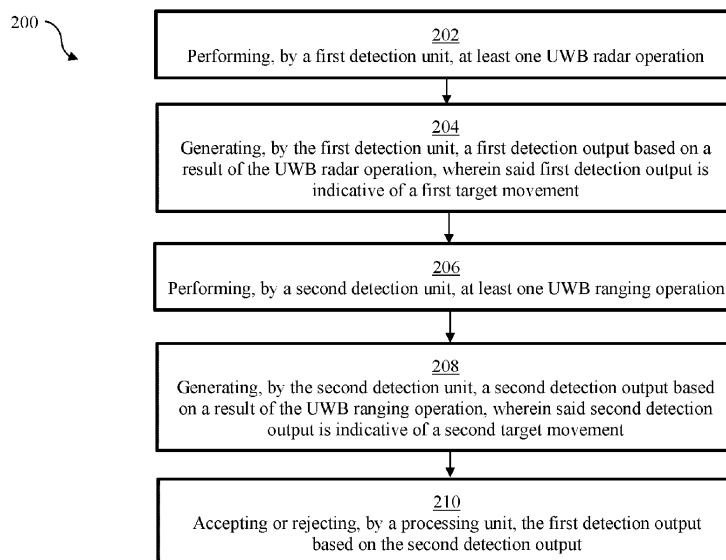 200
202
Performing, by a first detection unit, at least one UWB radar operation
204
Generating, by the first detection unit, a first detection output based on a
result of the UWB radar operation, wherein said first detection output is
indicative of a first target movement
206
Performing, by a second detection unit, at least one UWB ranging operation
208
Generating, by the second detection unit, a second detection output based
on a result of the UWB ranging operation, wherein said second detection
output is indicative of a second target movement
210
Accepting or rejecting, by a processing unit, the first detection output
based on the second detection output